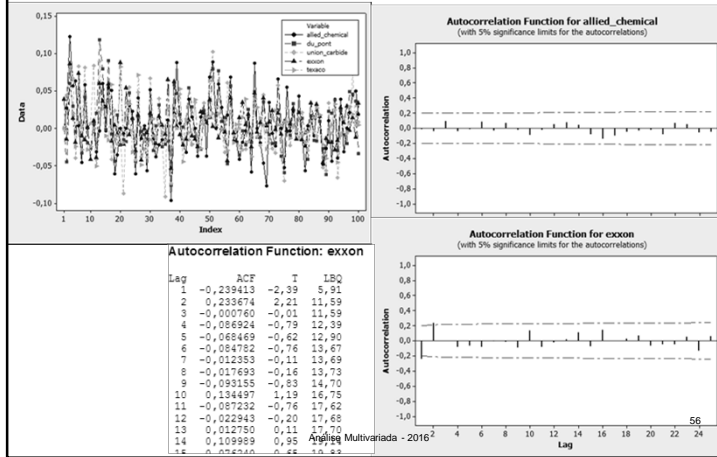 0,15
0,10
0,05
0,00
-0,05
-0,10
Data
1 10 20 30 40 50 60 70 80 90 100
Index
Variable
allied_chemical
du_pont
union_carbide
exxon
texaco
Autocorrelation Function for allied_chemical
(with 5% significance limits for the autocorrelations)
1,0
0,8
0,6
0,4
0,2
0,0
-0,2
-0,4
-0,6
-0,8
-1,0
Autocorrelation
Autocorrelation Function: exxon
Lag ACF T LBQ
1 -0,239413 -2,39 5,91
2 0,233674 2,21 11,59
3 -0,000760 -0,01 11,59
4 -0,086924 -0,79 12,39
5 -0,068469 -0,62 12,90
6 -0,084782 -0,76 13,67
7 -0,012353 -0,11 13,69
8 -0,017693 -0,16 13,73
9 -0,093155 -0,83 14,70
10 0,134497 1,19 16,75
11 -0,087232 -0,76 17,62
12 -0,022943 -0,20 17,68
13 0,012750 0,11 17,70
14 0,109989 0,95
Autocorrelation Function for exxon
(with 5% significance limits for the autocorrelations)
1,0
0,8
0,6
0,4
0,2
0,0
-0,2
-0,4
-0,6
-0,8
-1,0
Autocorrelation
2 4 6 8 10 12 14 16 18 20 22 24
Lag
56
Análise Multivariada - 2016